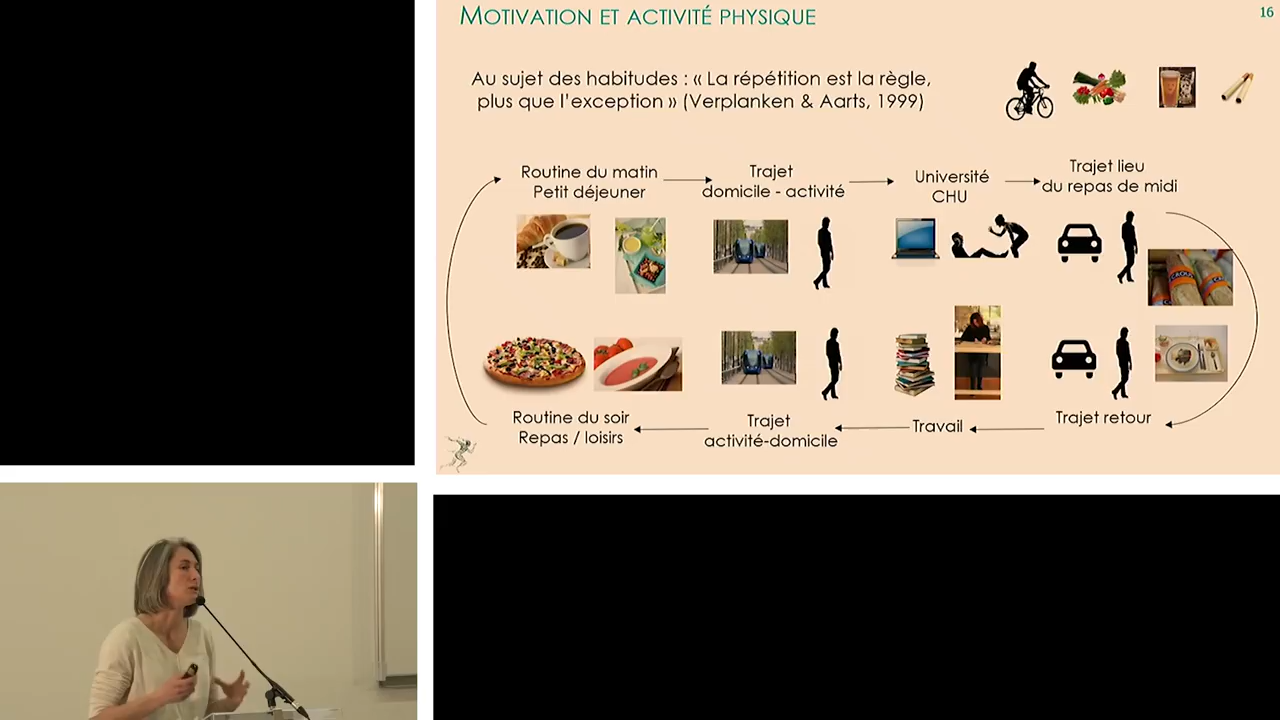 MOTIVATION ET ACTIVITÉ PHYSIQUE
16
Au sujet des habitudes : « La répétition est la règle,
plus que l'exception » (Verplanken & Aarts, 1999)
Routine du matin
Petit déjeuner
Trajet
domicile - activité
Université
CHU
Trajet lieu
du repas de midi
Routine du soir
Repas / loisirs
Trajet
activité-domicile
Travail
Trajet retour